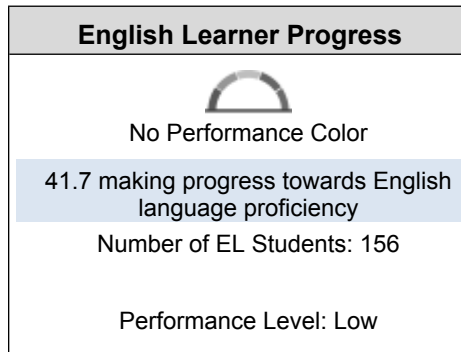 English Learner Progress
No Performance Color
41.7 making progress towards English
language proficiency
Number of EL Students: 156
Performance Level: Low